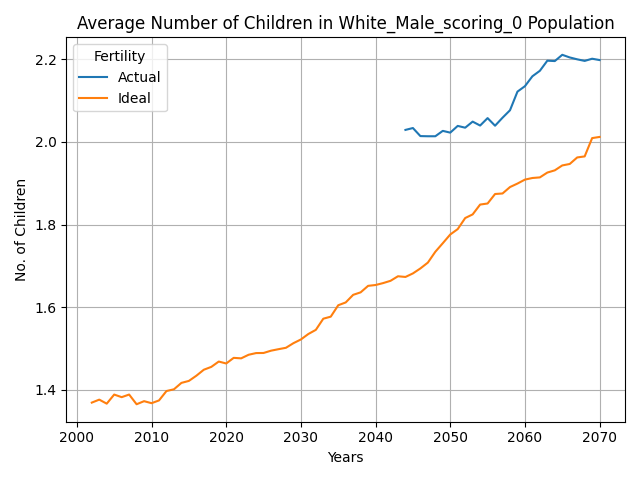 Average Number of Children in White_Male_scoring_0 Population
Fertility
Actual
Ideal
No. of Children
2.2
2.0
1.8
1.6
1.4
2000 2010 2020 2030 2040 2050 2060 2070
Years